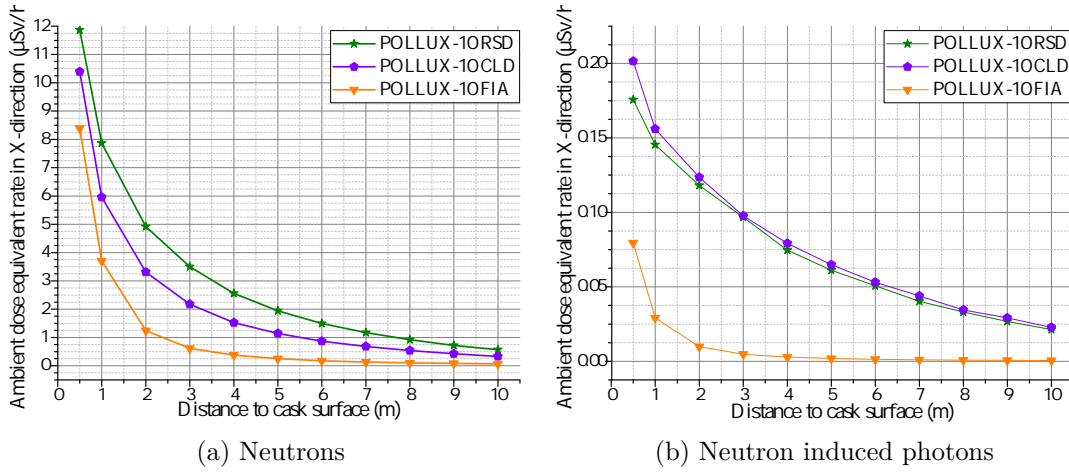 Ambient dose equivalent rate in X-direction (μSv/h
12
11
10
9
8
7
6
5
4
3
2
1
0
POLLUX-10RSD
POLLUX-10CLD
POLLUX-10FIA
0 1 2 3 4 5 6 7 8 9 10
Distance to cask surface (m)
(a) Neutrons
Ambient dose equivalent rate in X-direction (μSv/h
0.20
0.15
0.10
0.05
0.00
POLLUX-10RSD
POLLUX-10CLD
POLLUX-10FIA
0 1 2 3 4 5 6 7 8 9 10
Distance to cask surface (m)
(b) Neutron induced photons